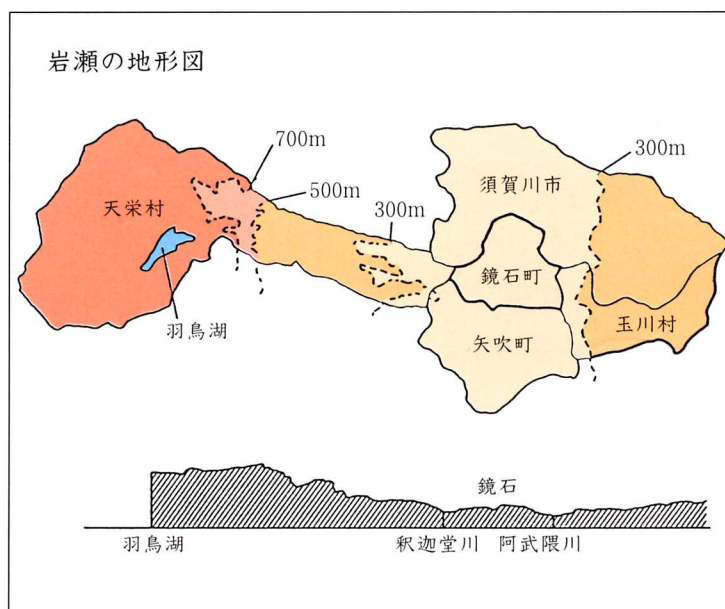 岩瀬の地形図
700m
500m
300m
300m
天栄村
須賀川市
鏡石町
羽鳥湖
矢吹町
玉川村
鏡石
羽鳥湖
釈迦堂川
阿武隈川